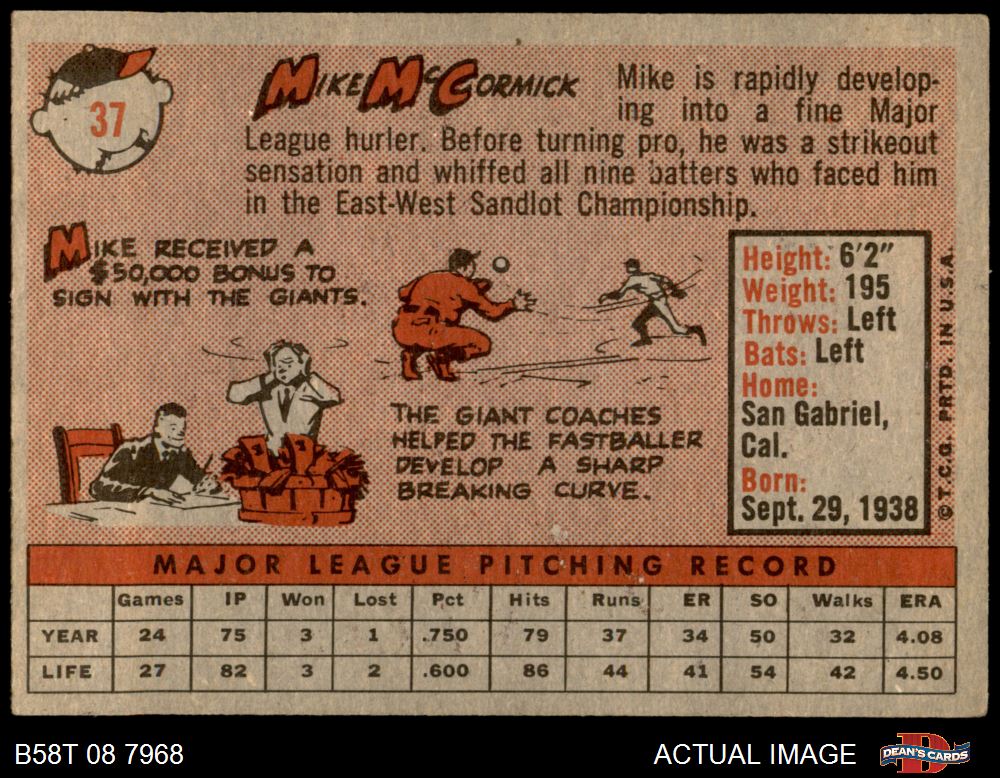 37
MIKE McCORMICK
Mike is rapidly develop-
ing into a fine Major
League hurler. Before turning pro, he was a strikeout
sensation and whiffed all nine batters who faced him
in the East-West Sandlot Championship.
MIKE RECEIVED A
$50,000 BONUS TO
SIGN WITH THE GIANTS.
THE GIANT COACHES
HELPED THE FASTBALLER
DEVELOP A SHARP
BREAKING CURVE.
Height: 6'2"
Weight: 195
Throws: Left
Bats: Left
Home:
San Gabriel,
Cal.
Born:
Sept. 29, 1938
© T.C.G. PRTD. IN U.S.A.
MAJOR LEAGUE PITCHING RECORD
Games IP Won Lost Pct Hits Runs ER SO Walks ERA
YEAR 24 75 3 1 .750 79 37 34 50 32 4.08
LIFE 27 82 3 2 .600 86 44 41 54 42 4.50
B58T 08 7968
ACTUAL IMAGE
D
DEAN'S CARDS